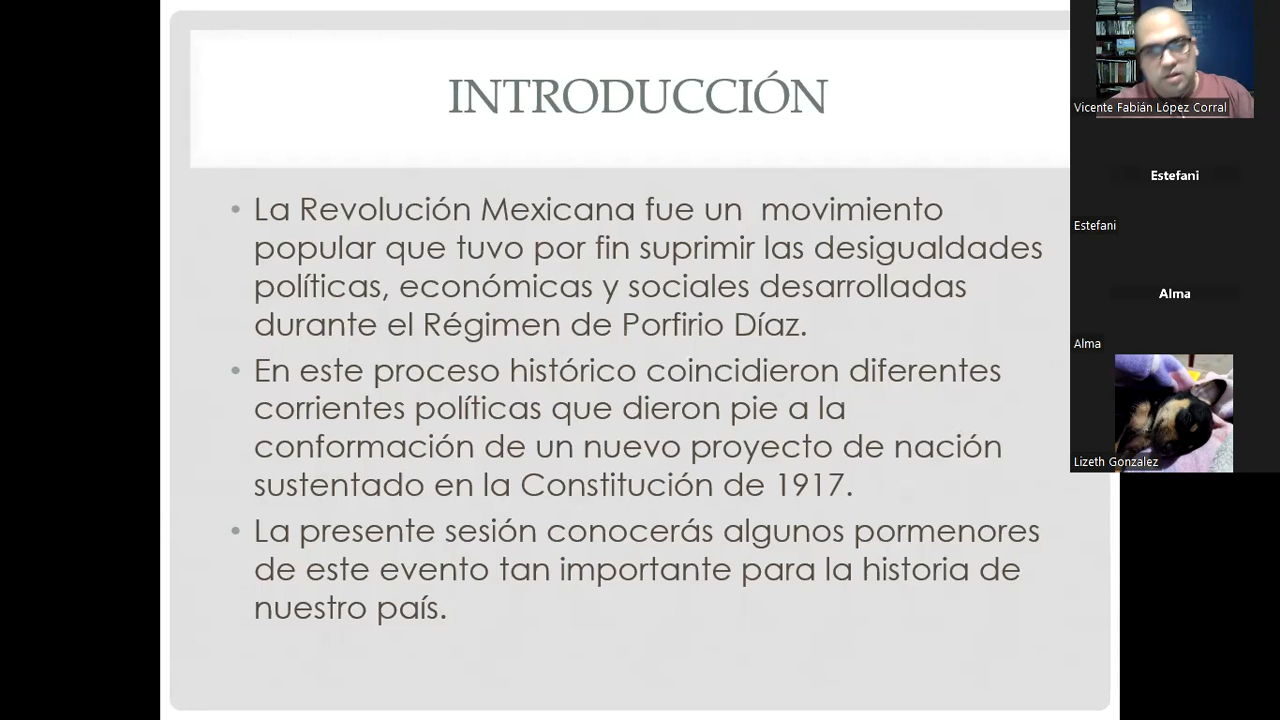 INTRODUCCIÓN
• La Revolución Mexicana fue un movimiento
popular que tuvo por fin suprimir las desigualdades
políticas, económicas y sociales desarrolladas
durante el Régimen de Porfirio Díaz.
• En este proceso histórico coincidieron diferentes
corrientes políticas que dieron pie a la
conformación de un nuevo proyecto de nación
sustentado en la Constitución de 1917.
• La presente sesión conocerás algunos pormenores
de este evento tan importante para la historia de
nuestro país.
Vicente Fabián López Corral
Estefani
Estefani
Alma
Alma
Lizeth Gonzalez